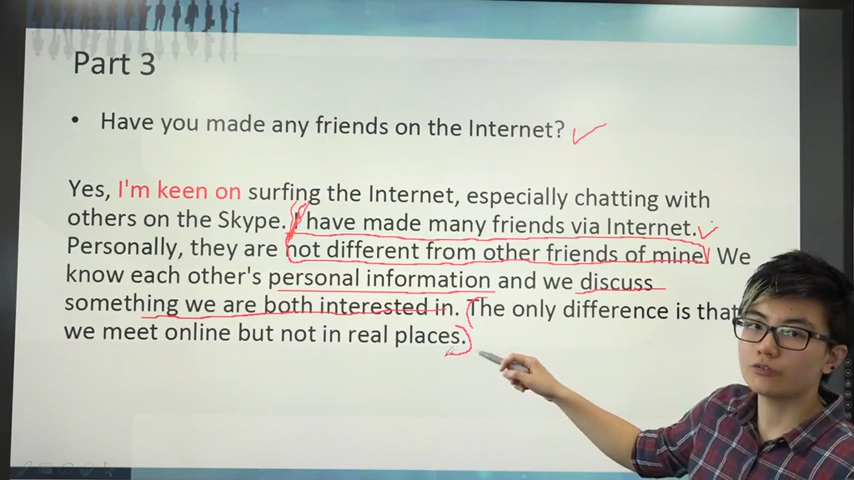 Part 3
• Have you made any friends on the Internet?
Yes, I'm keen on surfing the Internet, especially chatting with
others on the Skype. I have made many friends via Internet.
Personally, they are not different from other friends of mine. We
know each other's personal information and we discuss
something we are both interested in. The only difference is that
we meet online but not in real places.